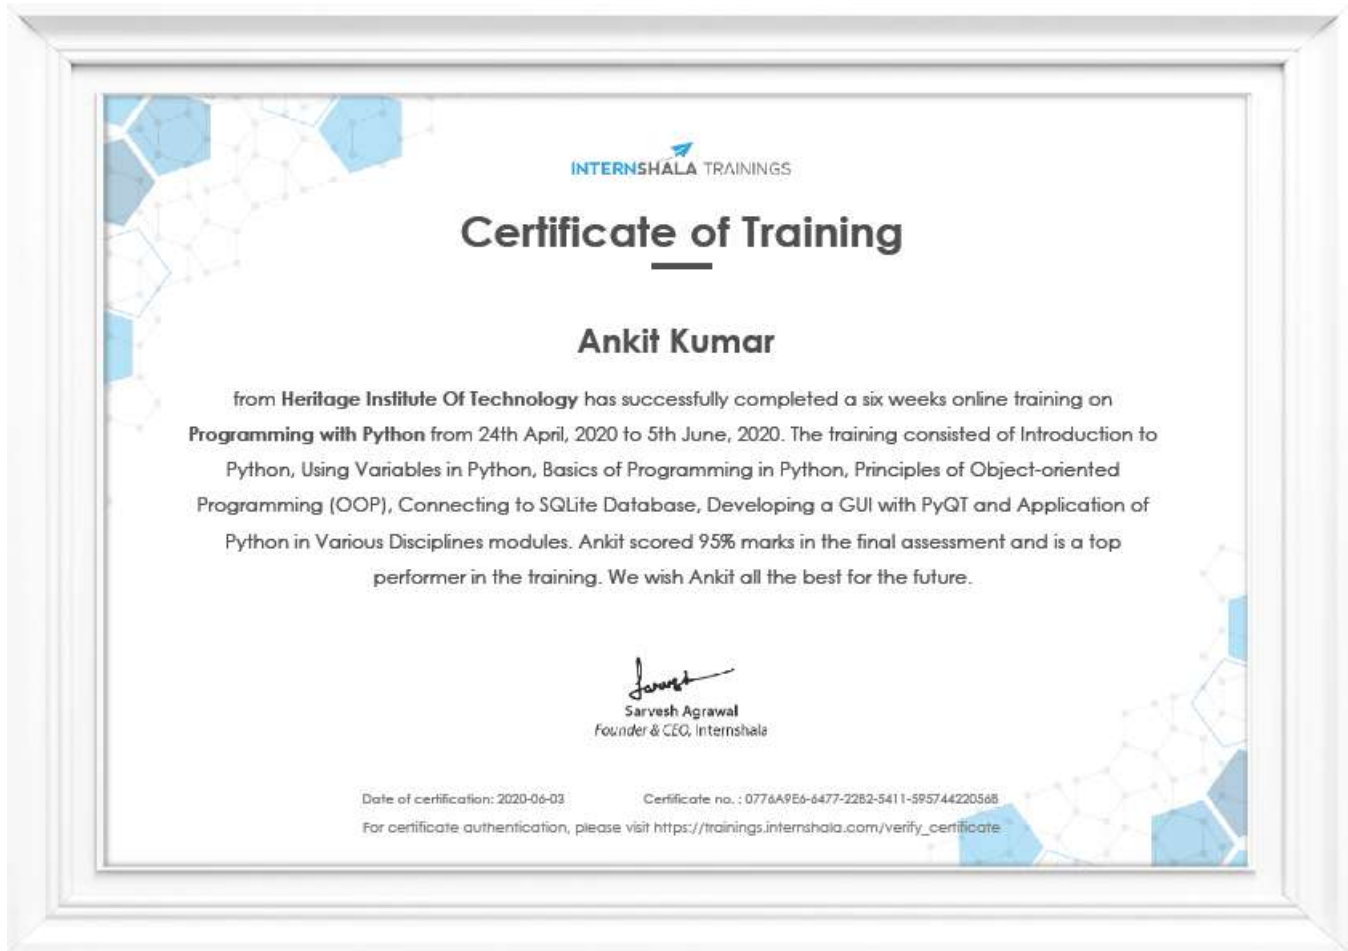 INTERNSHALA TRAININGS
Certificate of Training
Ankit Kumar
from Heritage Institute Of Technology has successfully completed a six weeks online training on
Programming with Python from 24th April, 2020 to 5th June, 2020. The training consisted of Introduction to
Python, Using Variables in Python, Basics of Programming in Python, Principles of Object-oriented
Programming (OOP), Connecting to SQLite Database, Developing a GUI with PyQT and Application of
Python in Various Disciplines modules. Ankit scored 95% marks in the final assessment and is a top
performer in the training. We wish Ankit all the best for the future.
Sarvesh Agrawal
Founder & CEO, Internshala
Date of certification: 2020-06-03 Certificate no. : 0776A9E6-6477-2282-5411-59574422056B
For certificate authentication, please visit https://trainings.internshala.com/verify_certificate